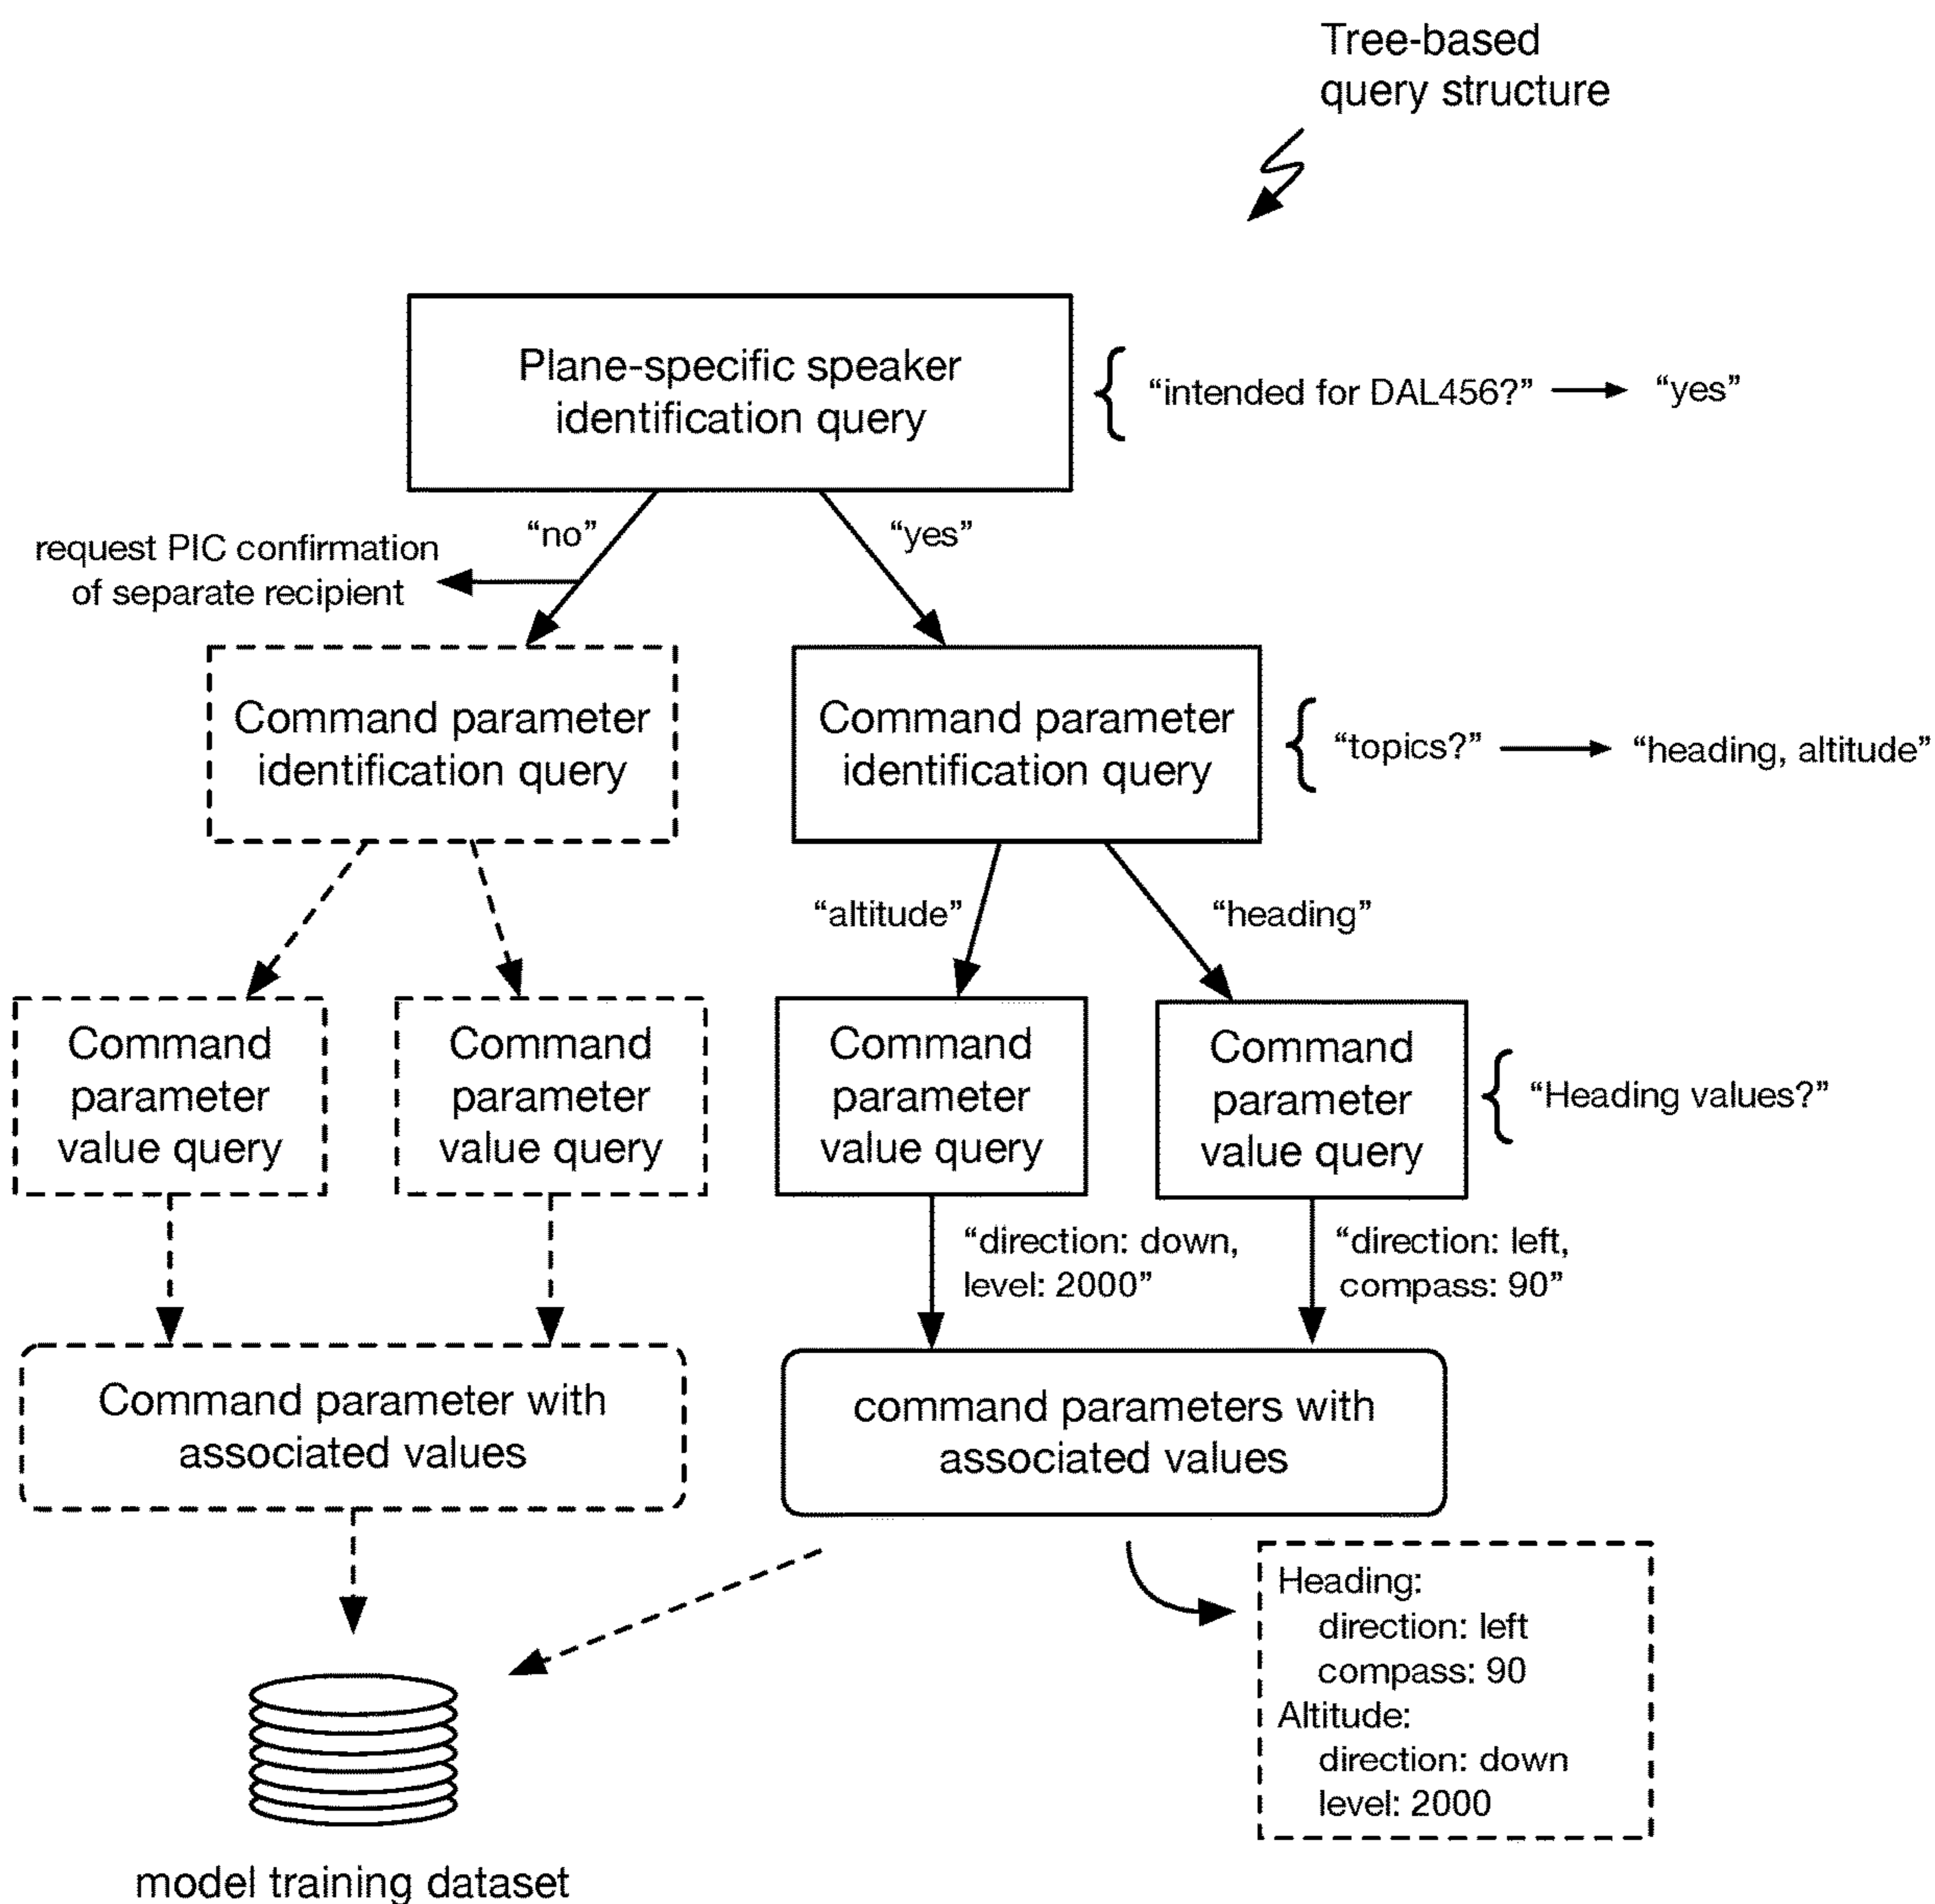 Tree-based
query structure
Plane-specific speaker
identification query
“intended for DAL456?”
“yes”
“no”
“yes”
request PIC confirmation
of separate recipient
Command parameter
identification query
Command parameter
identification query
“topics?”
“heading, altitude”
“altitude”
“heading”
Command
parameter
value query
Command
parameter
value query
Command
parameter
value query
Command
parameter
value query
“Heading values?”
“direction: down,
level: 2000”
“direction: left,
compass: 90”
Command parameter with
associated values
command parameters with
associated values
Heading:
direction: left
compass: 90
Altitude:
direction: down
level: 2000
model training dataset